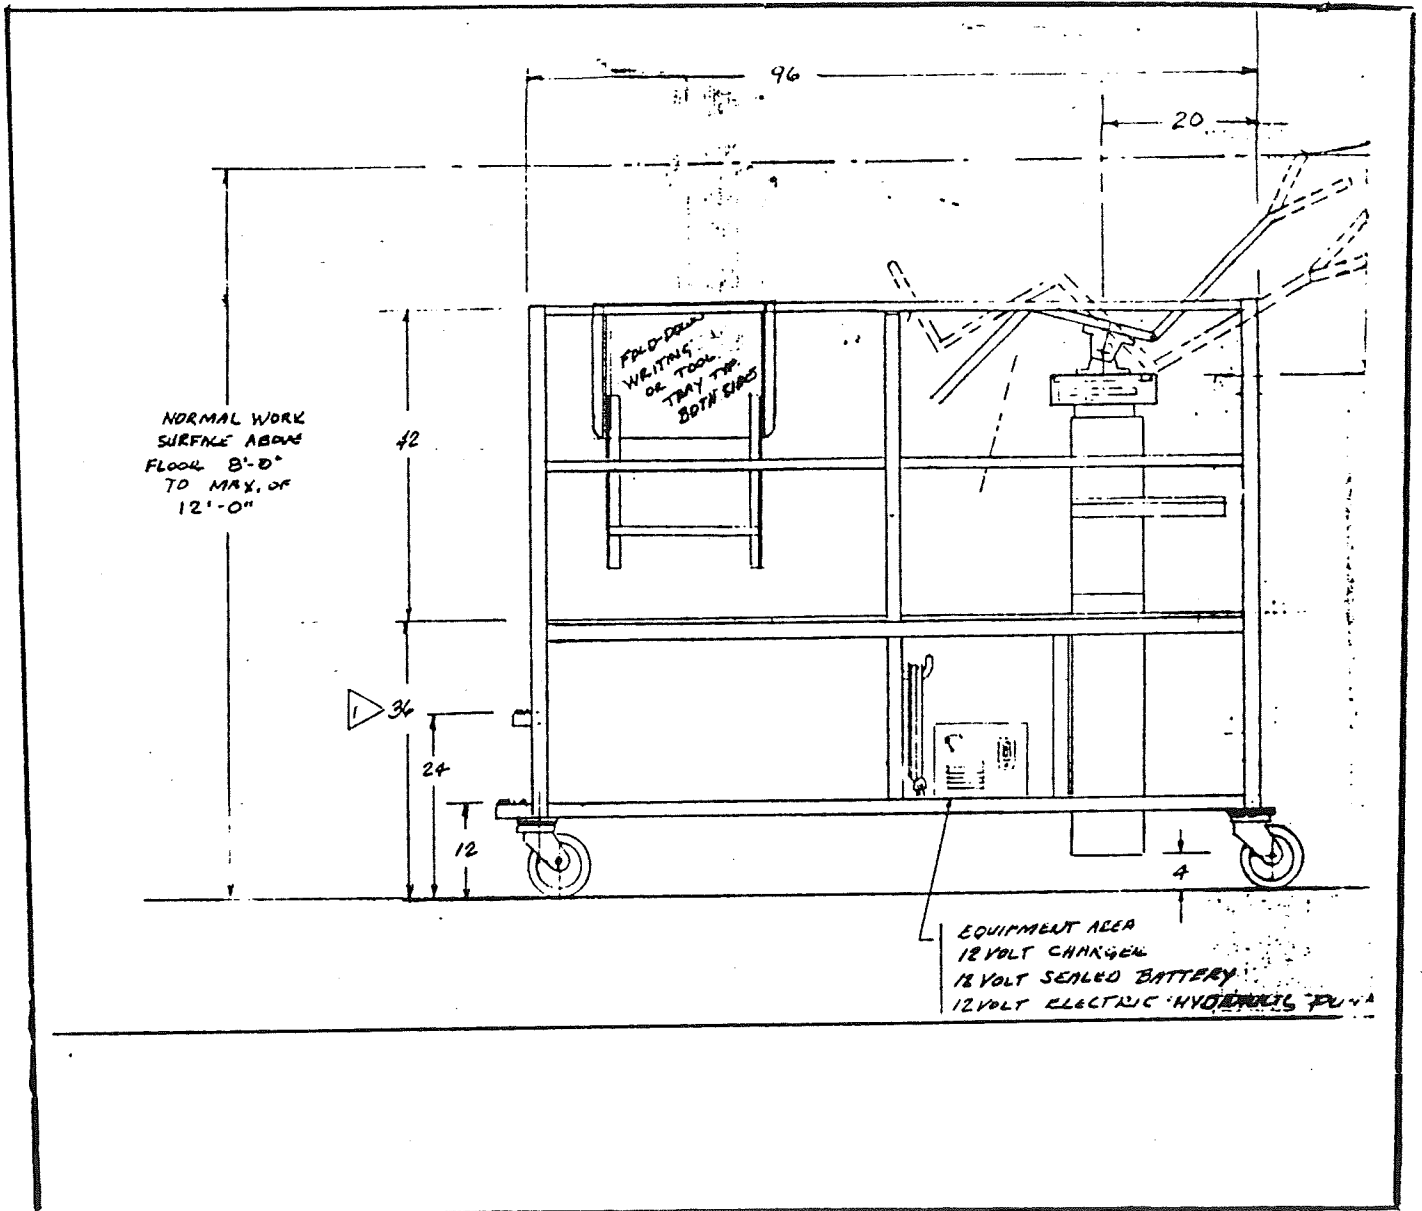 96
20
FOLD-DOWN
WRITING
OR TOOL
TRAY TYP.
BOTH SIDES
NORMAL WORK
SURFACE ABOVE
FLOOR 8'-0"
TO MAX. OF
12'-0"
42
1 36
24
12
4
EQUIPMENT AREA
12 VOLT CHARGER
12 VOLT SEALED BATTERY
12 VOLT ELECTRIC HYDRAULIC